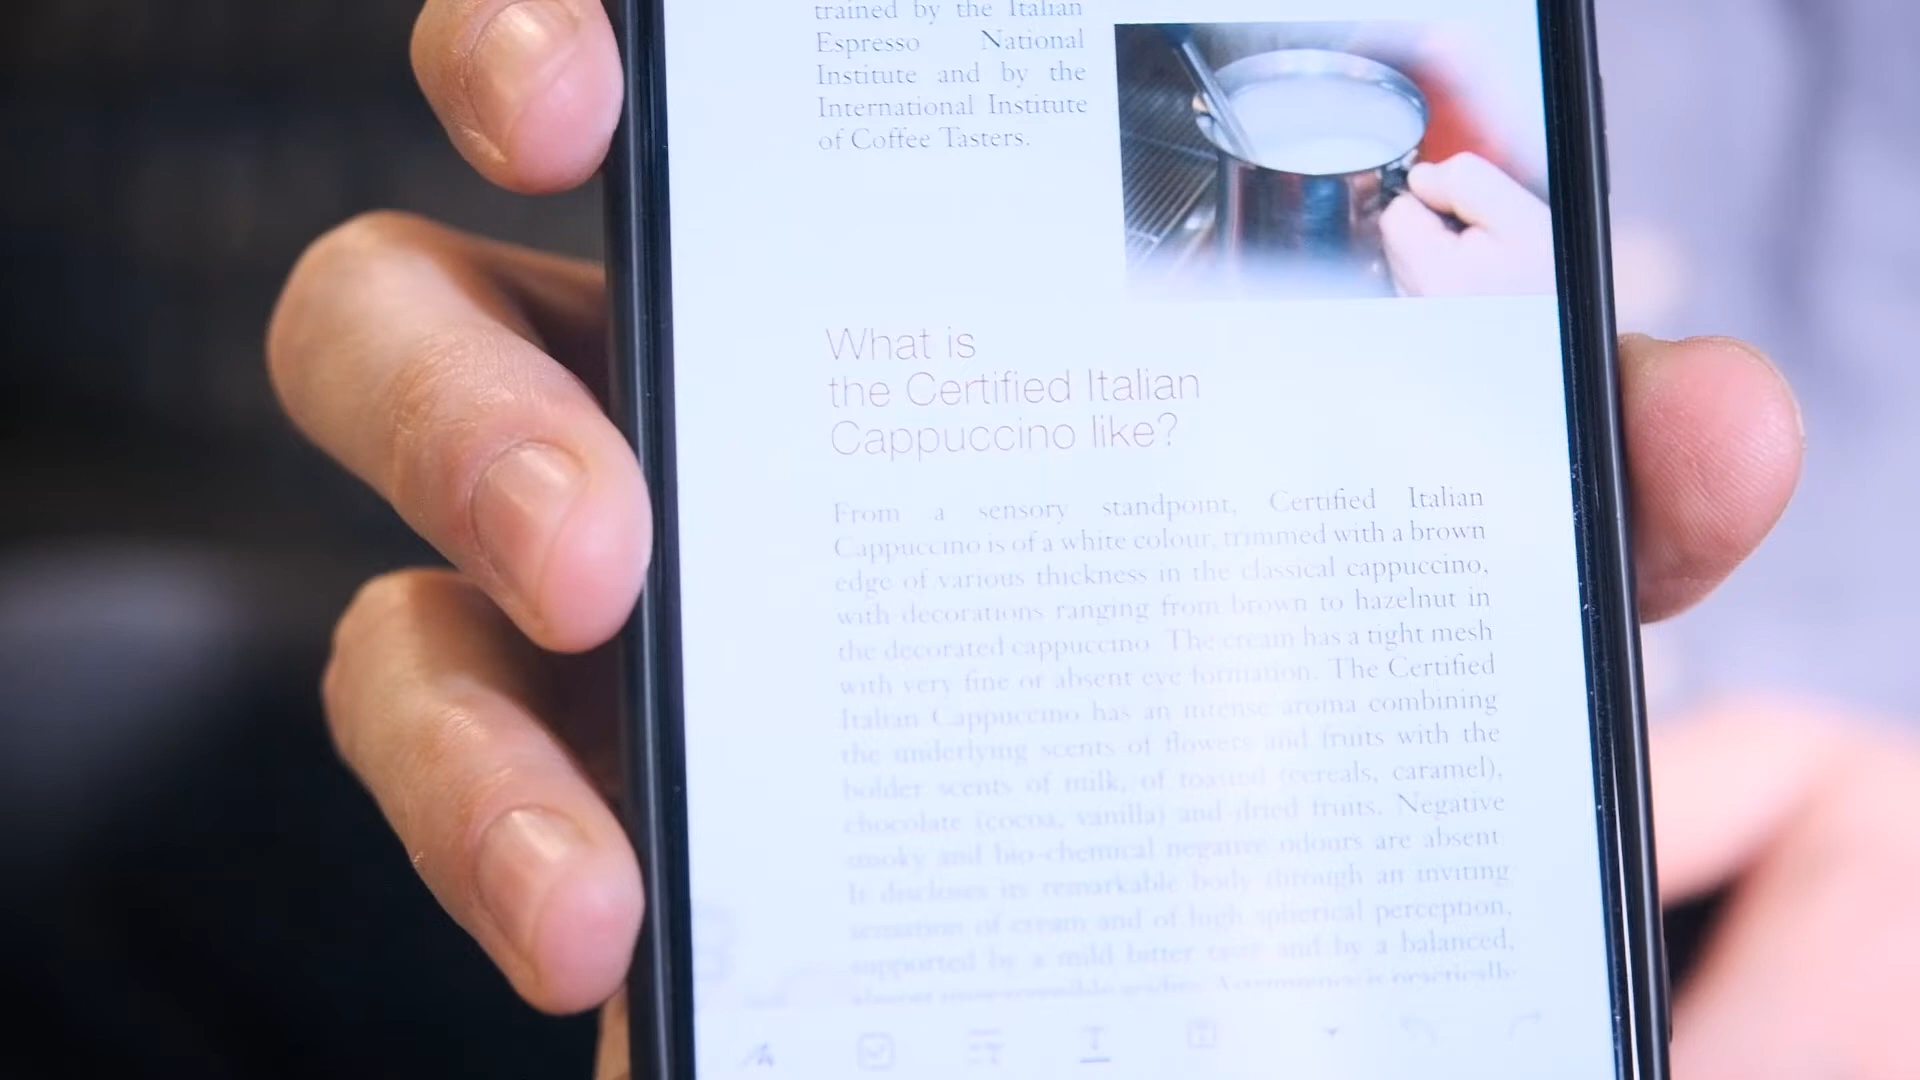 trained by the Italian
Espresso National
Institute and by the
International Institute
of Coffee Tasters.
What is
the Certified Italian
Cappuccino like?
From a sensory standpoint, Certified Italian
Cappuccino is of a white colour, trimmed with a brown
edge of various thickness in the classical cappuccino,
with decorations ranging from brown to hazelnut in
the decorated cappuccino. The cream has a tight mesh
with very fine or absent eye formation. The Certified
Italian Cappuccino has an intense aroma combining
the underlying scents of flowers and fruits with the
bolder scents of milk, of toasted (cereals, caramel),
chocolate (cocoa, vanilla) and dried fruits. Negative
smoky and bio-chemical negative odours are absent
It discloses its remarkable body through an inviting
sensation of cream and of high spherical perception,
supported by a mild bitter taste and by a balanced,
is practically